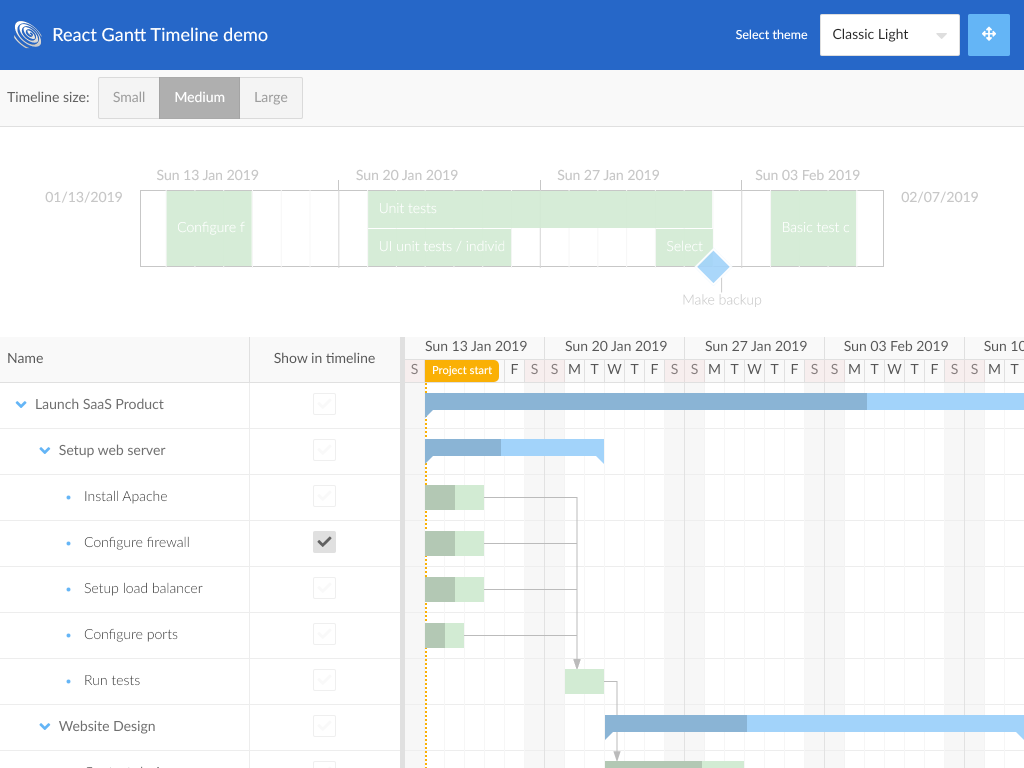 React Gantt Timeline demo
Select theme
Classic Light
Timeline size:
Small
Medium
Large
Sun 13 Jan 2019
Sun 20 Jan 2019
Sun 27 Jan 2019
Sun 03 Feb 2019
01/13/2019
02/07/2019
Configure f
Unit tests
UI unit tests / individ
Select
Basic test c
Make backup
Name
Show in timeline
Sun 13 Jan 2019
Sun 20 Jan 2019
Sun 27 Jan 2019
Sun 03 Feb 2019
Sun 10
S
Project start
F S S M T W T F S S M T W T F S S M T W T F S S M T
Launch SaaS Product
Setup web server
Install Apache
Configure firewall
Setup load balancer
Configure ports
Run tests
Website Design